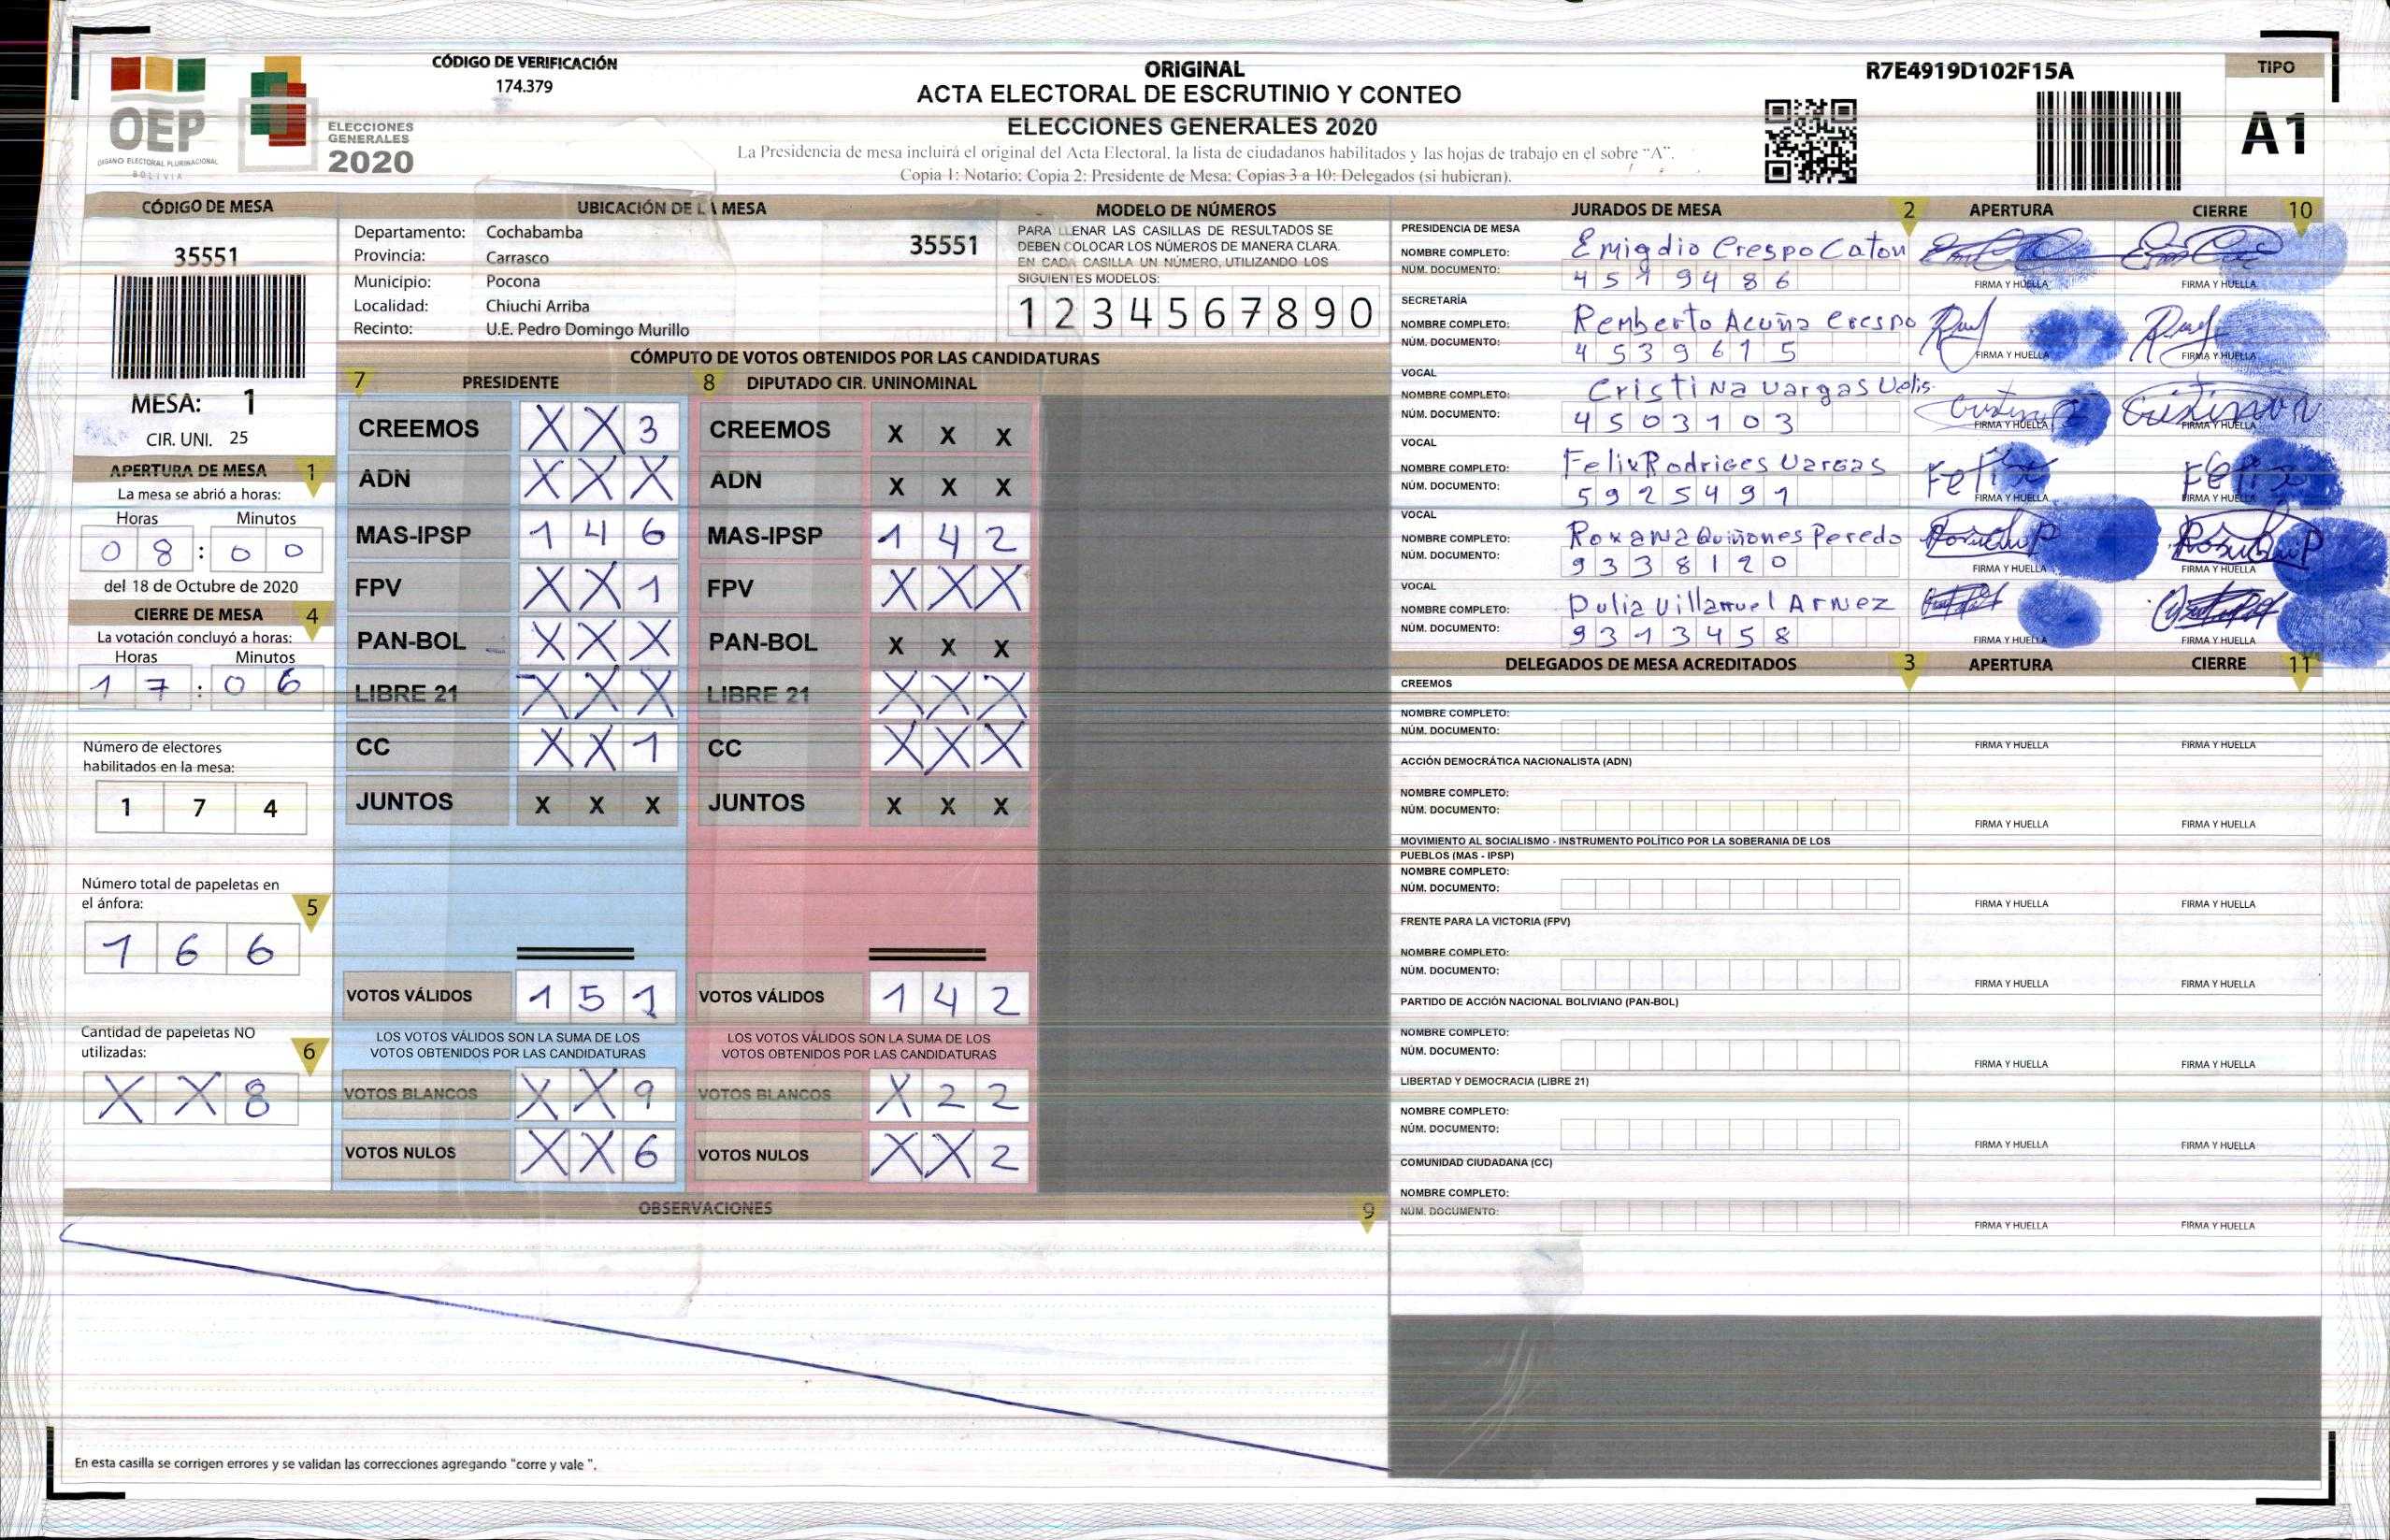 CÓDIGO DE VERIFICACIÓN
174.379
OEP
ÓRGANO ELECTORAL PLURINACIONAL
BOLIVIA
ELECCIONES
GENERALES
2020
ORIGINAL
ACTA ELECTORAL DE ESCRUTINIO Y CONTEO
ELECCIONES GENERALES 2020
La Presidencia de mesa incluirá el original del Acta Electoral, la lista de ciudadanos habilitados y las hojas de trabajo en el sobre “A”.
Copia 1: Notario; Copia 2: Presidente de Mesa; Copias 3 a 10: Delegados (si hubieran).
R7E4919D102F15A
TIPO
A1
CÓDIGO DE MESA
35551
MESA: 1
CIR. UNI. 25
APERTURA DE MESA 1
La mesa se abrió a horas:
Horas Minutos
0 8 : 0 0
del 18 de Octubre de 2020
CIERRE DE MESA 4
La votación concluyó a horas:
Horas Minutos
1 7 : 0 6
Número de electores
habilitados en la mesa:
1 7 4
Número total de papeletas en
el ánfora: 5
1 6 6
Cantidad de papeletas NO
utilizadas: 6
X X 8
UBICACIÓN DE LA MESA
Departamento: Cochabamba
Provincia: Carrasco
Municipio: Pocona
Localidad: Chiuchi Arriba
Recinto: U.E. Pedro Domingo Murillo
35551
MODELO DE NÚMEROS
PARA LLENAR LAS CASILLAS DE RESULTADOS SE
DEBEN COLOCAR LOS NÚMEROS DE MANERA CLARA.
EN CADA CASILLA UN NÚMERO, UTILIZANDO LOS
SIGUIENTES MODELOS:
1 2 3 4 5 6 7 8 9 0
CÓMPUTO DE VOTOS OBTENIDOS POR LAS CANDIDATURAS
7 PRESIDENTE 8 DIPUTADO CIR. UNINOMINAL
CREEMOS X X 3 CREEMOS X X X
ADN X X X ADN X X X
MAS-IPSP 1 4 6 MAS-IPSP 1 4 2
FPV X X 1 FPV X X X
PAN-BOL X X X PAN-BOL X X X
LIBRE 21 X X X LIBRE 21 X X X
CC X X 1 CC X X X
JUNTOS X X X JUNTOS X X X
VOTOS VÁLIDOS 1 5 1 VOTOS VÁLIDOS 1 4 2
LOS VOTOS VÁLIDOS SON LA SUMA DE LOS LOS VOTOS VÁLIDOS SON LA SUMA DE LOS
VOTOS OBTENIDOS POR LAS CANDIDATURAS VOTOS OBTENIDOS POR LAS CANDIDATURAS
VOTOS BLANCOS X X 9 VOTOS BLANCOS X 2 2
VOTOS NULOS X X 6 VOTOS NULOS X X 2
OBSERVACIONES 9
En esta casilla se corrigen errores y se validan las correcciones agregando "corre y vale ".
JURADOS DE MESA 2 APERTURA CIERRE 10
PRESIDENCIA DE MESA
NOMBRE COMPLETO: Emigdio Crespo Caton
NÚM. DOCUMENTO: 4 5 1 9 4 8 6
FIRMA Y HUELLA FIRMA Y HUELLA
SECRETARÍA
NOMBRE COMPLETO: Remberto Acuña Crespo
NÚM. DOCUMENTO: 4 5 3 9 6 1 5
FIRMA Y HUELLA FIRMA Y HUELLA
VOCAL
NOMBRE COMPLETO: Cristina Vargas Velis
NÚM. DOCUMENTO: 4 5 0 3 1 0 3
FIRMA Y HUELLA FIRMA Y HUELLA
VOCAL
NOMBRE COMPLETO: Felix Rodriges Vargas
NÚM. DOCUMENTO: 5 9 2 5 4 9 1
Felix Felix
FIRMA Y HUELLA FIRMA Y HUELLA
VOCAL
NOMBRE COMPLETO: Roxana Quiñones Peredo
NÚM. DOCUMENTO: 9 3 3 8 1 2 0
FIRMA Y HUELLA FIRMA Y HUELLA
VOCAL
NOMBRE COMPLETO: Dulia Villarruel Arnez
NÚM. DOCUMENTO: 9 3 1 3 4 5 8
FIRMA Y HUELLA FIRMA Y HUELLA
DELEGADOS DE MESA ACREDITADOS 3 APERTURA CIERRE 11
CREEMOS
NOMBRE COMPLETO:
NÚM. DOCUMENTO:
FIRMA Y HUELLA FIRMA Y HUELLA
ACCIÓN DEMOCRÁTICA NACIONALISTA (ADN)
NOMBRE COMPLETO:
NÚM. DOCUMENTO:
FIRMA Y HUELLA FIRMA Y HUELLA
MOVIMIENTO AL SOCIALISMO - INSTRUMENTO POLÍTICO POR LA SOBERANIA DE LOS
PUEBLOS (MAS - IPSP)
NOMBRE COMPLETO:
NÚM. DOCUMENTO:
FIRMA Y HUELLA FIRMA Y HUELLA
FRENTE PARA LA VICTORIA (FPV)
NOMBRE COMPLETO:
NÚM. DOCUMENTO:
FIRMA Y HUELLA FIRMA Y HUELLA
PARTIDO DE ACCIÓN NACIONAL BOLIVIANO (PAN-BOL)
NOMBRE COMPLETO:
NÚM. DOCUMENTO:
FIRMA Y HUELLA FIRMA Y HUELLA
LIBERTAD Y DEMOCRACIA (LIBRE 21)
NOMBRE COMPLETO:
NÚM. DOCUMENTO:
FIRMA Y HUELLA FIRMA Y HUELLA
COMUNIDAD CIUDADANA (CC)
NOMBRE COMPLETO:
NÚM. DOCUMENTO:
FIRMA Y HUELLA FIRMA Y HUELLA